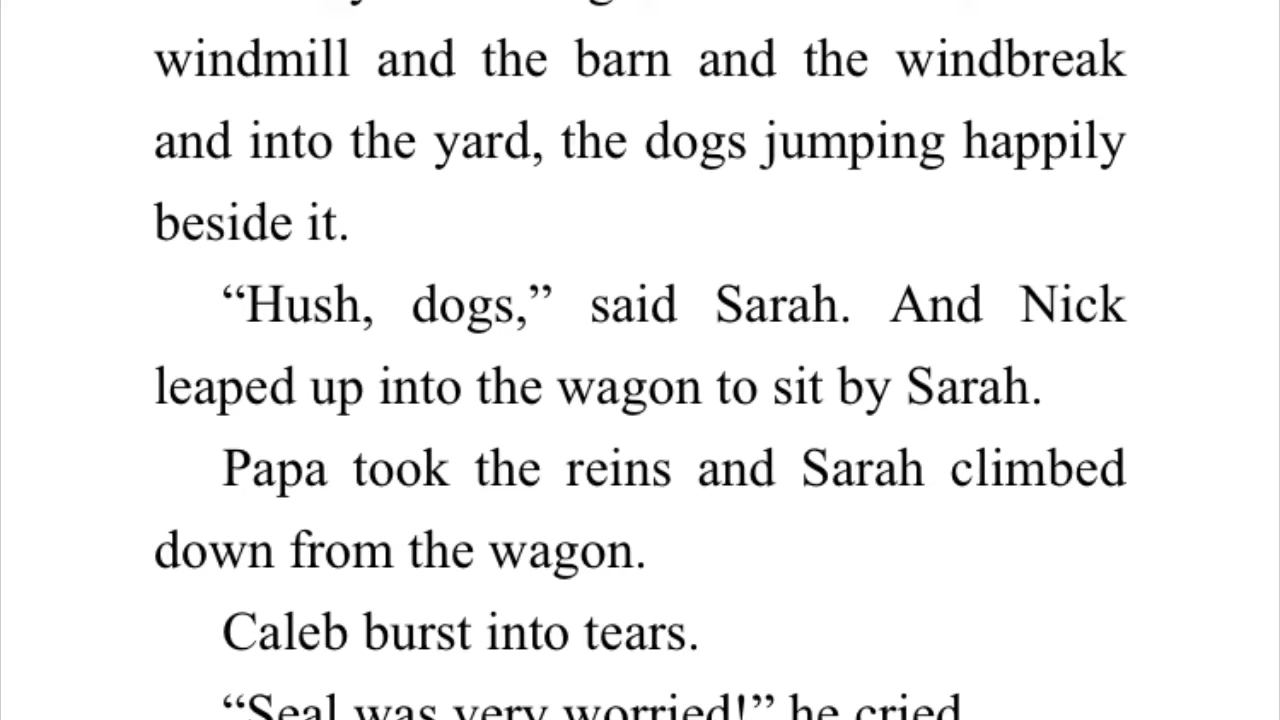 windmill and the barn and the windbreak
and into the yard, the dogs jumping happily
beside it.
“Hush, dogs,” said Sarah. And Nick
leaped up into the wagon to sit by Sarah.
Papa took the reins and Sarah climbed
down from the wagon.
Caleb burst into tears.
“Seal was very worried!” he cried.